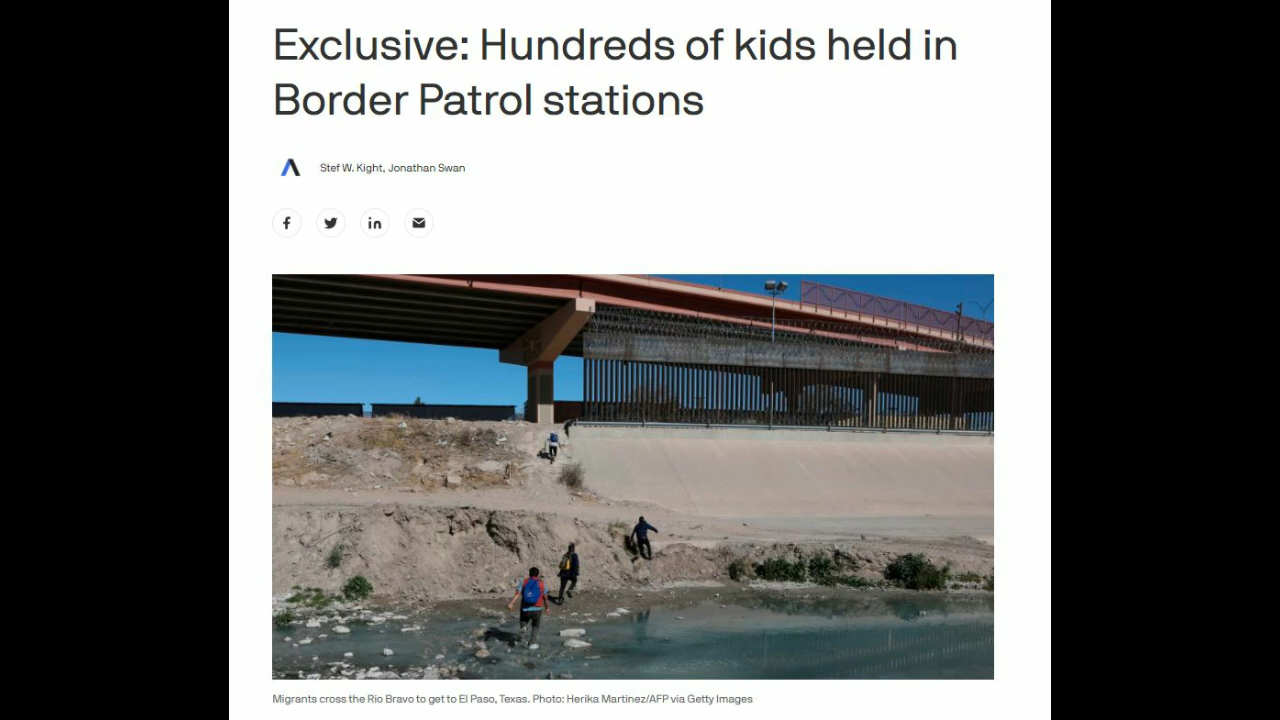 Exclusive: Hundreds of kids held in
Border Patrol stations
Stef W. Kight, Jonathan Swan
Migrants cross the Rio Bravo to get to El Paso, Texas. Photo: Herika Martinez/AFP via Getty Images